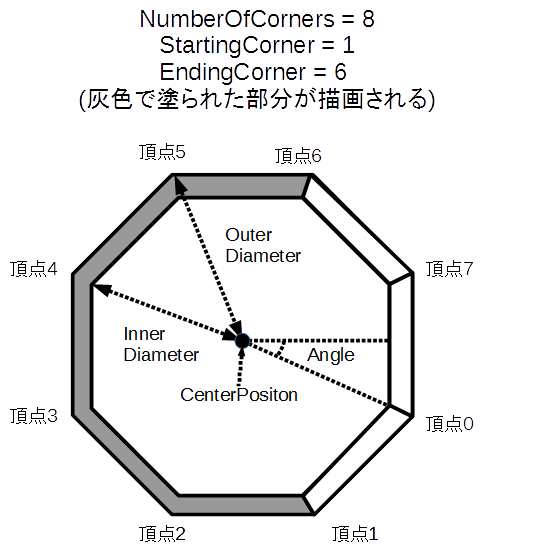 NumberOfCorners = 8
StartingCorner = 1
EndingCorner = 6
(灰色で塗られた部分が描画される)
頂点5
頂点6
Outer
Diameter
頂点4
頂点7
Inner
Diameter
Angle
CenterPositon
頂点3
頂点0
頂点2
頂点1